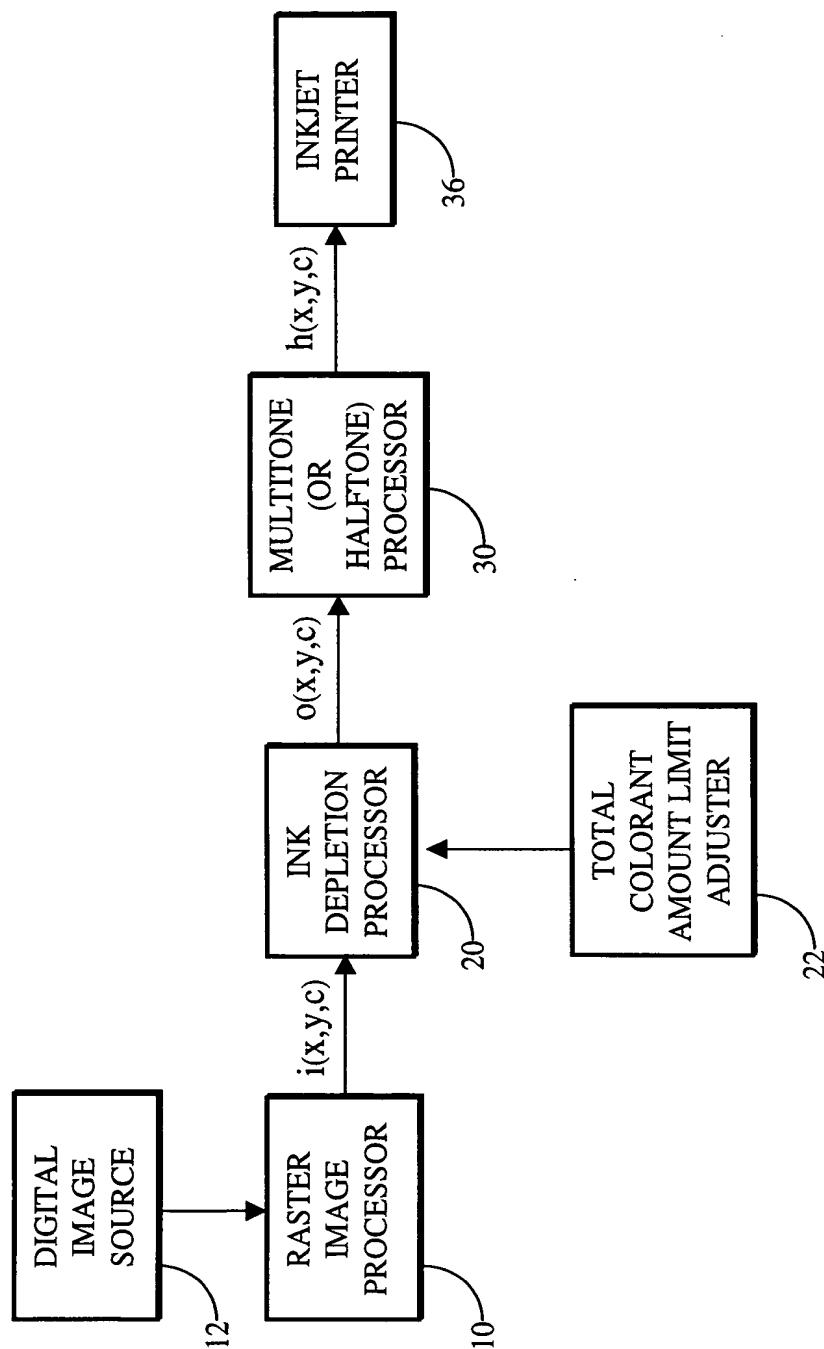 DIGITAL
IMAGE
SOURCE
12
RASTER
IMAGE
PROCESSOR
10
i(x,y,c)
INK
DEPLETION
PROCESSOR
20
TOTAL
COLORANT
AMOUNT LIMIT
ADJUSTER
22
o(x,y,c)
MULTITONE
(OR
HALFTONE)
PROCESSOR
30
h(x,y,c)
INKJET
PRINTER
36